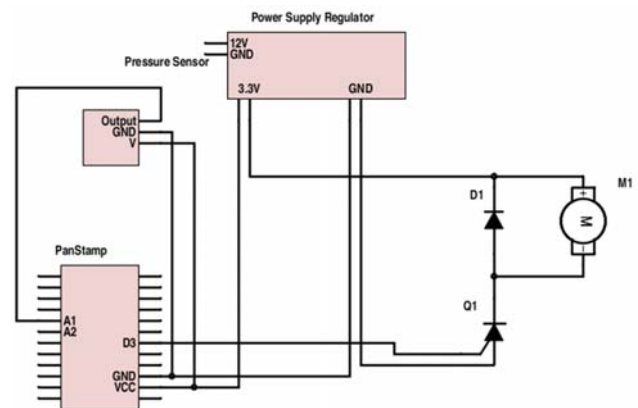 Power Supply Regulator
12V
GND
Pressure Sensor
3.3V GND
Output
GND
V
D1
M1
+
M
-
PanStamp
Q1
A1
A2
D3
GND
VCC